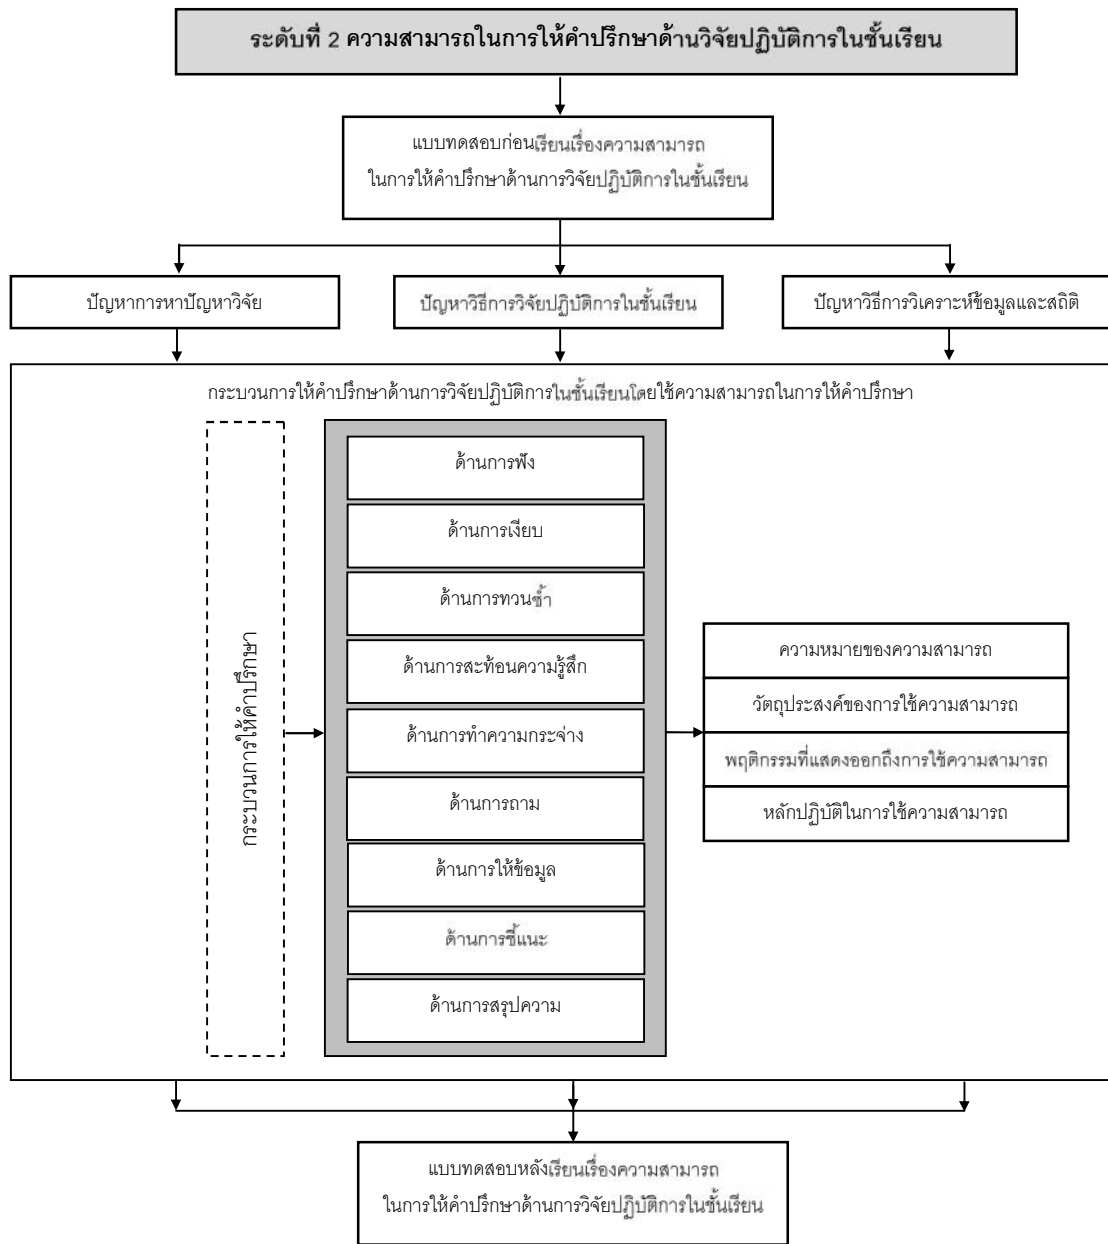 ระดับที่ 2 ความสามารถในการให้คำปรึกษาด้านวิจัยปฏิบัติการในชั้นเรียน
แบบทดสอบก่อนเรียนเรื่องความสามารถ
ในการให้คำปรึกษาด้านการวิจัยปฏิบัติการในชั้นเรียน
ปัญหาการหาปัญหาวิจัย
ปัญหาวิธีการวิจัยปฏิบัติการในชั้นเรียน
ปัญหาวิธีการวิเคราะห์ข้อมูลและสถิติ
กระบวนการให้คำปรึกษาด้านการวิจัยปฏิบัติการในชั้นเรียนโดยใช้ความสามารถในการให้คำปรึกษา
กระบวนการให้คำปรึกษา
ด้านการฟัง
ด้านการเงียบ
ด้านการทวนซ้ำ
ด้านการสะท้อนความรู้สึก
ด้านการทำความกระจ่าง
ด้านการถาม
ด้านการให้ข้อมูล
ด้านการชี้แนะ
ด้านการสรุปความ
ความหมายของความสามารถ
วัตถุประสงค์ของการใช้ความสามารถ
พฤติกรรมที่แสดงออกถึงการใช้ความสามารถ
หลักปฏิบัติในการใช้ความสามารถ
แบบทดสอบหลังเรียนเรื่องความสามารถ
ในการให้คำปรึกษาด้านการวิจัยปฏิบัติการในชั้นเรียน